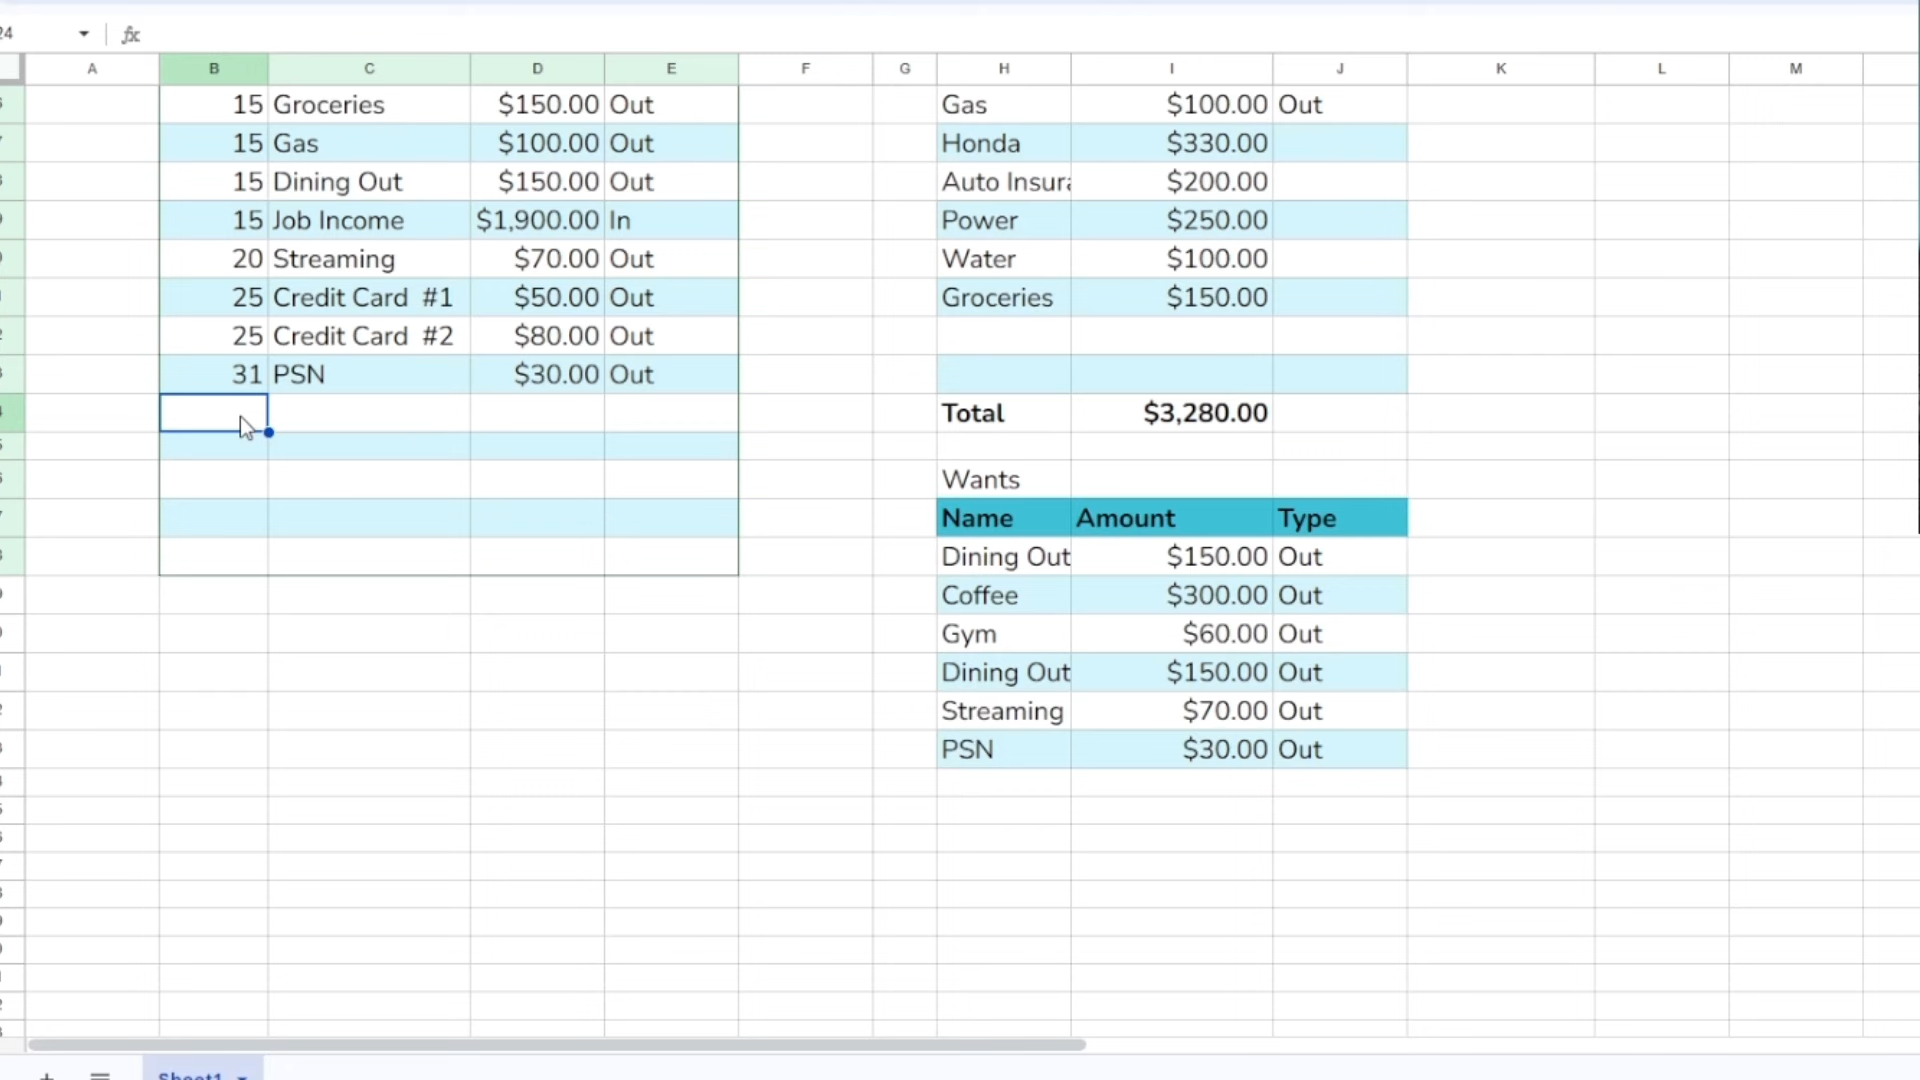 24
fx
A B C D E F G H I J K L M
15 Groceries $150.00 Out Gas $100.00 Out
15 Gas $100.00 Out Honda $330.00
15 Dining Out $150.00 Out Auto Insura $200.00
15 Job Income $1,900.00 In Power $250.00
20 Streaming $70.00 Out Water $100.00
25 Credit Card #1 $50.00 Out Groceries $150.00
25 Credit Card #2 $80.00 Out
31 PSN $30.00 Out
Total $3,280.00
Wants
Name Amount Type
Dining Out $150.00 Out
Coffee $300.00 Out
Gym $60.00 Out
Dining Out $150.00 Out
Streaming $70.00 Out
PSN $30.00 Out
Sheet1